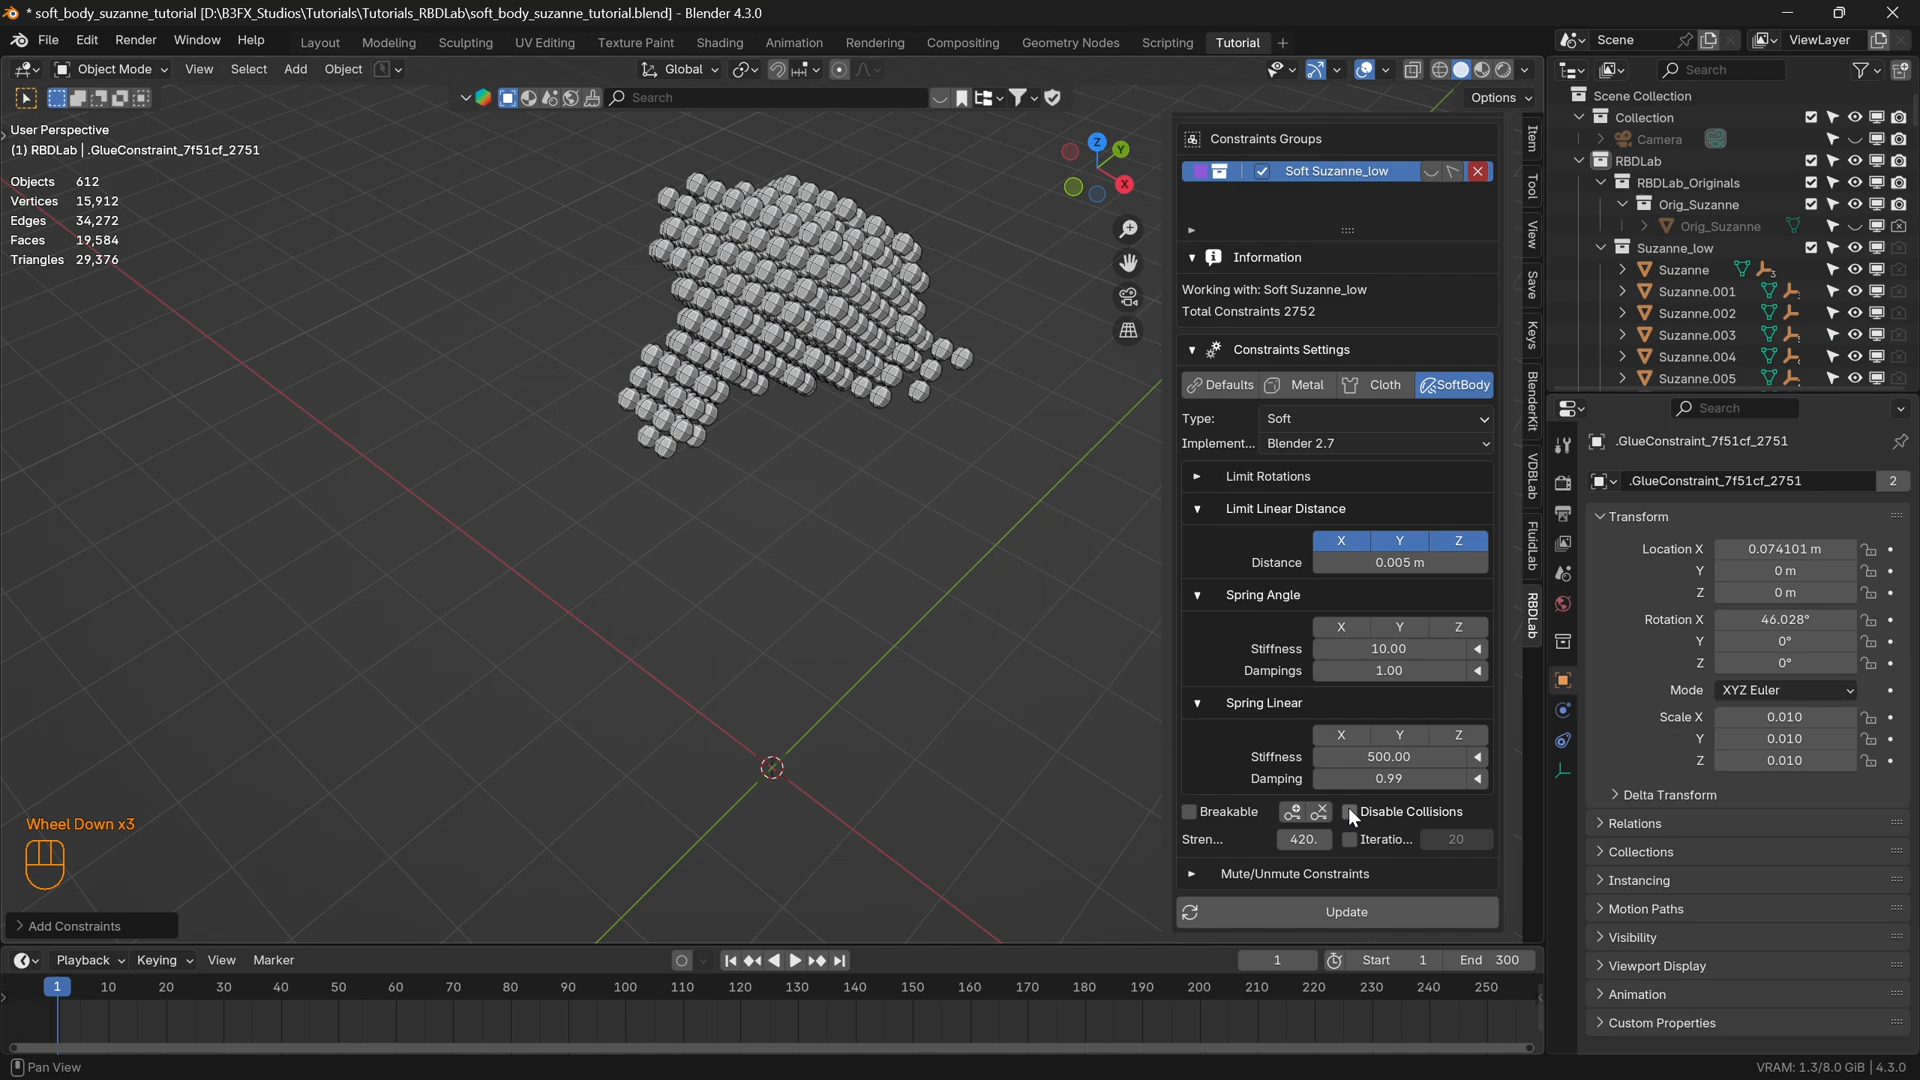 * soft_body_suzanne_tutorial [D:\B3FX_Studios\Tutorials\Tutorials_RBDLab\soft_body_suzanne_tutorial.blend] - Blender 4.3.0
File Edit Render Window Help Layout Modeling Sculpting UV Editing Texture Paint Shading Animation Rendering Compositing Geometry Nodes Scripting Tutorial + Scene ViewLayer
Object Mode View Select Add Object Global Search
Search Options
User Perspective
(1) RBDLab | .GlueConstraint_7f51cf_2751
Objects 612
Vertices 15,912
Edges 34,272
Faces 19,584
Triangles 29,376
Z
Y
X
Wheel Down x3
Add Constraints
Constraints Groups
Soft Suzanne_low
Information
Working with: Soft Suzanne_low
Total Constraints 2752
Constraints Settings
Defaults Metal Cloth SoftBody
Type: Soft
Implement... Blender 2.7
Limit Rotations
Limit Linear Distance
X Y Z
Distance 0.005 m
Spring Angle
X Y Z
Stiffness 10.00
Dampings 1.00
Spring Linear
X Y Z
Stiffness 500.00
Damping 0.99
Breakable Disable Collisions
Stren... 420. Iteratio... 20
Mute/Unmute Constraints
Update
Item
Tool
View
Save
Keys
BlenderKit
VDBLab
FluidLab
RBDLab
Scene Collection
Collection
Camera
RBDLab
RBDLab_Originals
Orig_Suzanne
Orig_Suzanne
Suzanne_low
Suzanne
Suzanne.001
Suzanne.002
Suzanne.003
Suzanne.004
Suzanne.005
Search
.GlueConstraint_7f51cf_2751
.GlueConstraint_7f51cf_2751 2
Transform
Location X 0.074101 m
Y 0 m
Z 0 m
Rotation X 46.028°
Y 0°
Z 0°
Mode XYZ Euler
Scale X 0.010
Y 0.010
Z 0.010
Delta Transform
Relations
Collections
Instancing
Motion Paths
Visibility
Viewport Display
Animation
Custom Properties
Playback Keying View Marker 1 Start 1 End 300
1 10 20 30 40 50 60 70 80 90 100 110 120 130 140 150 160 170 180 190 200 210 220 230 240 250
Pan View VRAM: 1.3/8.0 GiB | 4.3.0